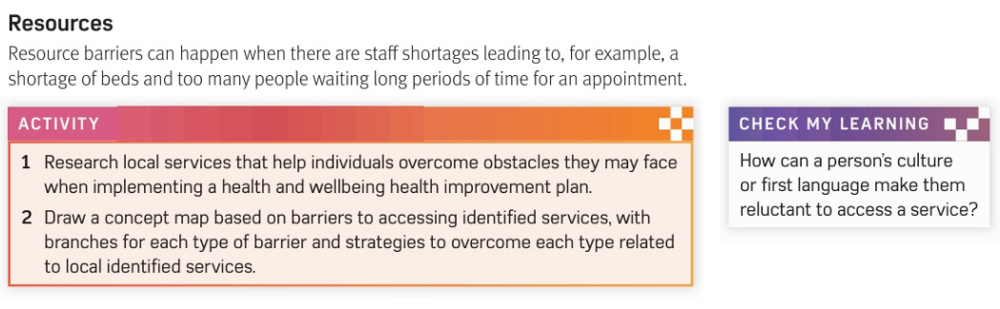 Resources
Resource barriers can happen when there are staff shortages leading to, for example, a
shortage of beds and too many people waiting long periods of time for an appointment.
ACTIVITY
1 Research local services that help individuals overcome obstacles they may face
when implementing a health and wellbeing health improvement plan.
2 Draw a concept map based on barriers to accessing identified services, with
branches for each type of barrier and strategies to overcome each type related
to local identified services.
CHECK MY LEARNING
How can a person's culture
or first language make them
reluctant to access a service?